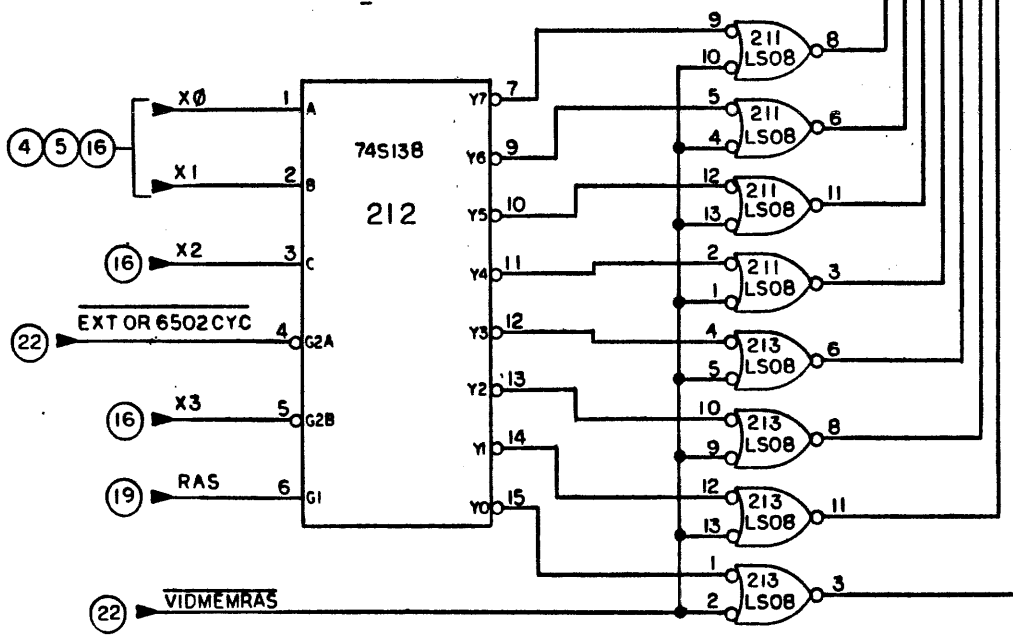 9
211
LS08
8
10
7
Y7
XØ
1
A
5
211
LS08
6
4
74S138
9
Y6
4 5 16
X1
2
B
12
211
LS08
11
13
212
10
Y5
16
X2
3
C
2
211
LS08
3
1
11
Y4
EXT OR 6502 CYC
22
4
G2A
12
Y3
4
213
LS08
6
5
13
Y2
16
X3
5
G2B
10
213
LS08
8
9
14
Y1
19
RAS
6
G1
12
213
LS08
11
13
15
Y0
1
213
LS08
3
2
22
VIDMEMRAS